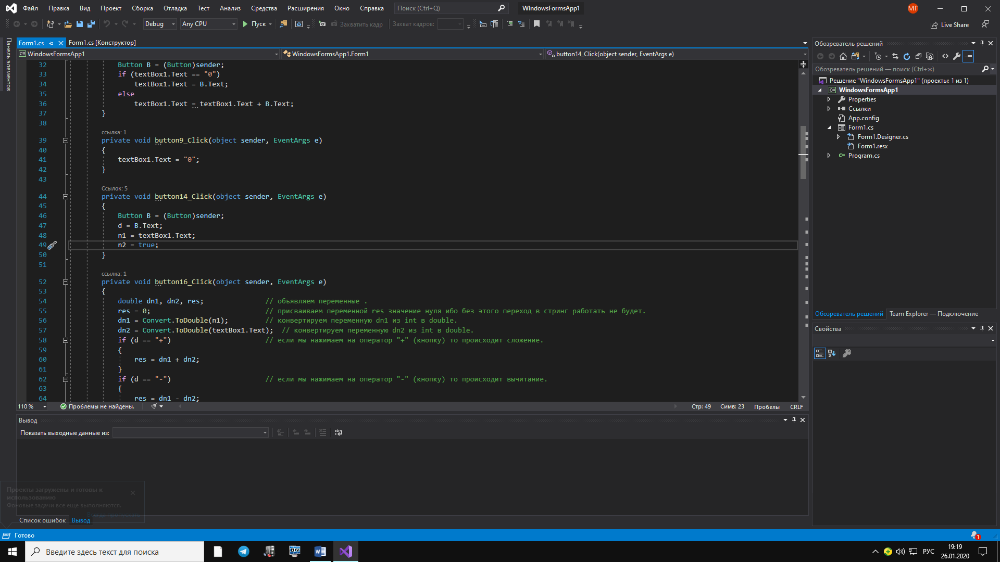 Файл Правка Вид Проект Сборка Отладка Тест Анализ Средства Расширения Окно Справка Поиск (Ctrl+Q) WindowsFormsApp1 МГ
Debug Any CPU Пуск Захватить кадр Захват кадров: Live Share
Панель элементов
Form1.cs Form1.cs [Конструктор]
WindowsFormsApp1 WindowsFormsApp1.Form1 button14_Click(object sender, EventArgs e)
32 Button B = (Button)sender;
33 if (textBox1.Text == "0")
34 textBox1.Text = B.Text;
35 else
36 textBox1.Text = textBox1.Text + B.Text;
37 }
38
ссылка: 1
39 private void button9_Click(object sender, EventArgs e)
40 {
41 textBox1.Text = "0";
42 }
43
Ссылок: 5
44 private void button14_Click(object sender, EventArgs e)
45 {
46 Button B = (Button)sender;
47 d = B.Text;
48 n1 = textBox1.Text;
49 n2 = true;
50 }
51
ссылка: 1
52 private void button16_Click(object sender, EventArgs e)
53 {
54 double dn1, dn2, res; // объявляем переменные .
55 res = 0; // присваиваем переменной res значение нуля ибо без этого переход в стринг работать не будет.
56 dn1 = Convert.ToDouble(n1); // конвертируем переменную dn1 из int в double.
57 dn2 = Convert.ToDouble(textBox1.Text); // конвертируем переменную dn2 из int в double.
58 if (d == "+") // если мы нажимаем на оператор "+" (кнопку) то происходит сложение.
59 {
60 res = dn1 + dn2;
61 }
62 if (d == "-") // если мы нажимаем на оператор "-" (кнопку) то происходит вычитание.
63 {
64 res = dn1 - dn2;
110 % Проблемы не найдены. Стр: 49 Симв: 23 Пробелы CRLF
Вывод
Показать выходные данные из:
Проекты загружены и готовы к
использованию
Фоновые задачи все еще выполняются.
Всегда пропускать
Список ошибок Вывод
Обозреватель решений
Обозреватель решений — поиск (Ctrl+ж)
Решение "WindowsFormsApp1" (проекты: 1 из 1)
WindowsFormsApp1
Properties
Ссылки
App.config
Form1.cs
Form1.Designer.cs
Form1.resx
Program.cs
Обозреватель решений Team Explorer — Подключение
Свойства
Готово 1
Введите здесь текст для поиска РУС 19:19
26.01.2020